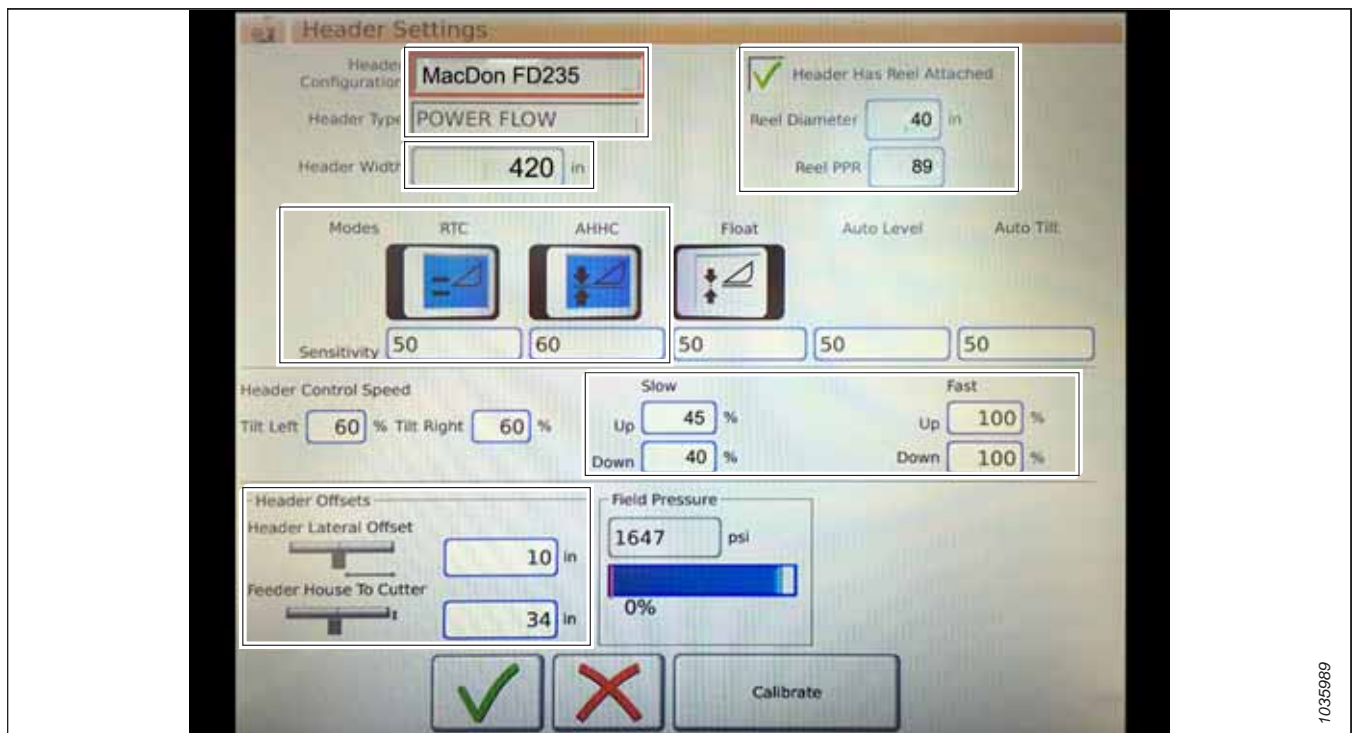 Header Settings
Header Configuration MacDon FD235
Header Has Reel Attached
Header Type POWER FLOW
Reel Diameter 40 in
Header Width 420 in
Reel PPR 89
Modes RTC AHHC Float Auto Level Auto Tilt
Sensitivity 50 60 50 50 50
Header Control Speed
Slow Fast
Tilt Left 60 % Tilt Right 60 %
Up 45 % Up 100 %
Down 40 % Down 100 %
Header Offsets
Header Lateral Offset
10 in
Feeder House To Cutter
34 in
Field Pressure
1647 psi
0%
Calibrate
1035989